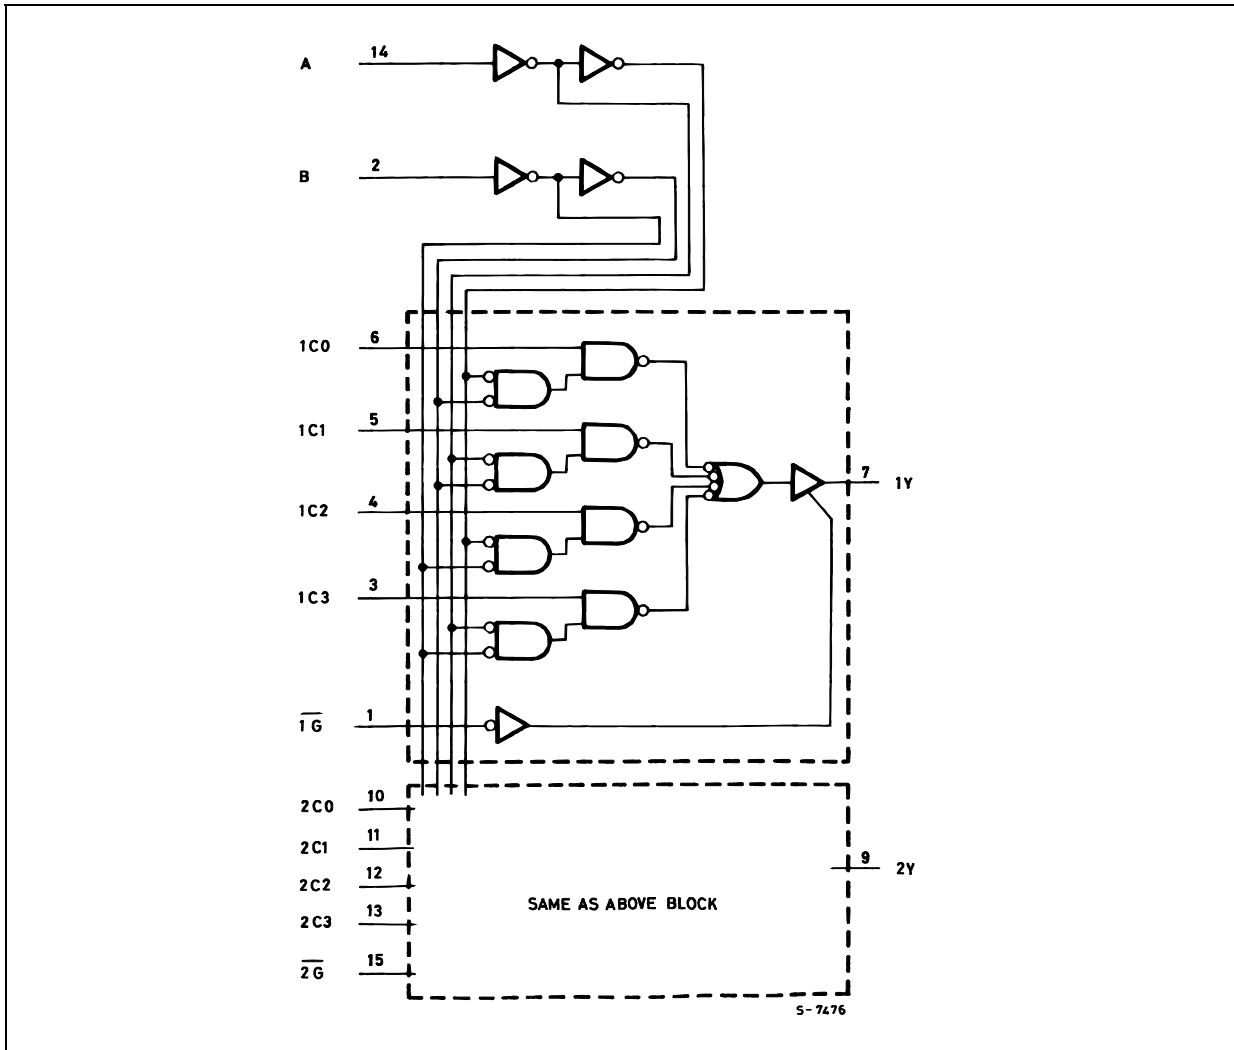 A 14
B 2
1C0 6
1C1 5
1C2 4
7 1Y
1C3 3
1G̅ 1
2C0 10
2C1 11
9 2Y
2C2 12
SAME AS ABOVE BLOCK
2C3 13
2G̅ 15
S-7476